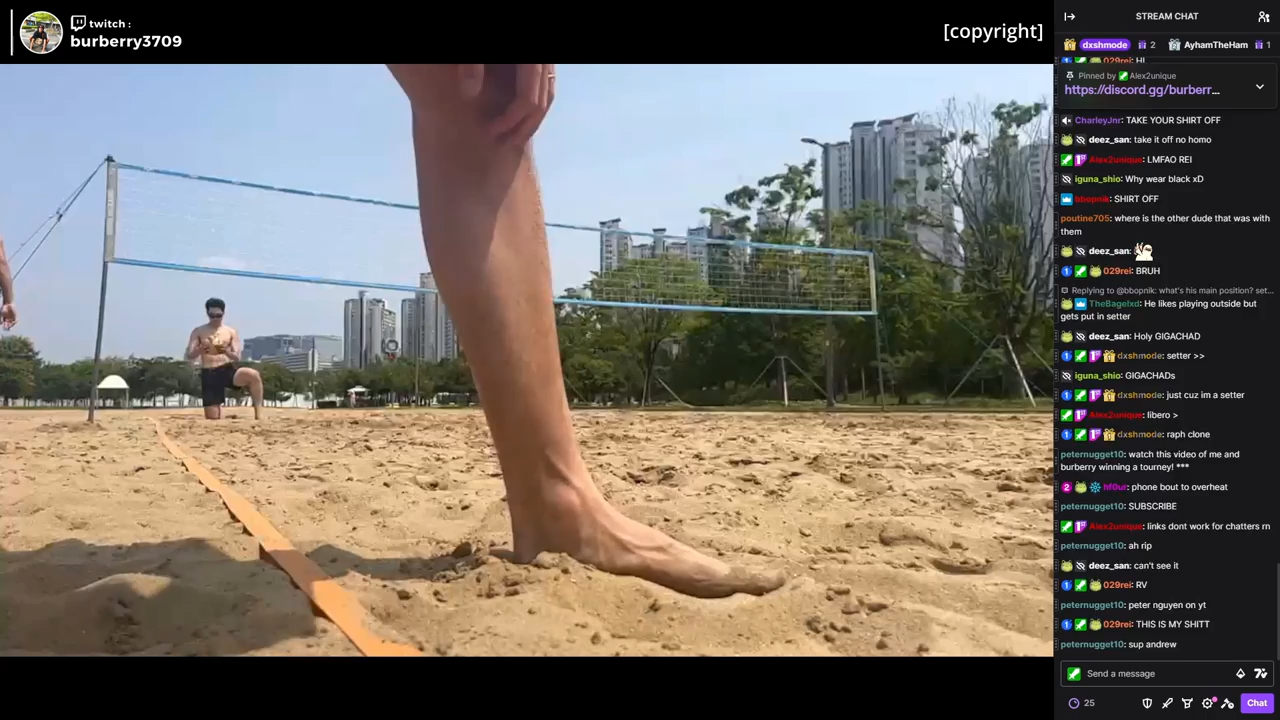 twitch :
burberry3709
[copyright]
STREAM CHAT
dxshmode 2 AyhamTheHam 1
029rei: HI
Pinned by Alex2unique
https://discord.gg/burberr...
CharleyJnr: TAKE YOUR SHIRT OFF
deez_san: take it off no homo
Alex2unique: LMFAO REI
iguna_shio: Why wear black xD
bbopnik: SHIRT OFF
poutine705: where is the other dude that was with
them
deez_san:
029rei: BRUH
Replying to @bbopnik: what's his main position? set...
TheBagelxd: He likes playing outside but
gets put in setter
deez_san: Holy GIGACHAD
dxshmode: setter >>
iguna_shio: GIGACHADs
dxshmode: just cuz im a setter
Alex2unique: libero >
dxshmode: raph clone
peternugget10: watch this video of me and
burberry winning a tourney! ***
2 hf0ur: phone bout to overheat
peternugget10: SUBSCRIBE
Alex2unique: links dont work for chatters rn
peternugget10: ah rip
deez_san: can't see it
029rei: RV
peternugget10: peter nguyen on yt
029rei: THIS IS MY SHITT
peternugget10: sup andrew
Send a message
25
Chat